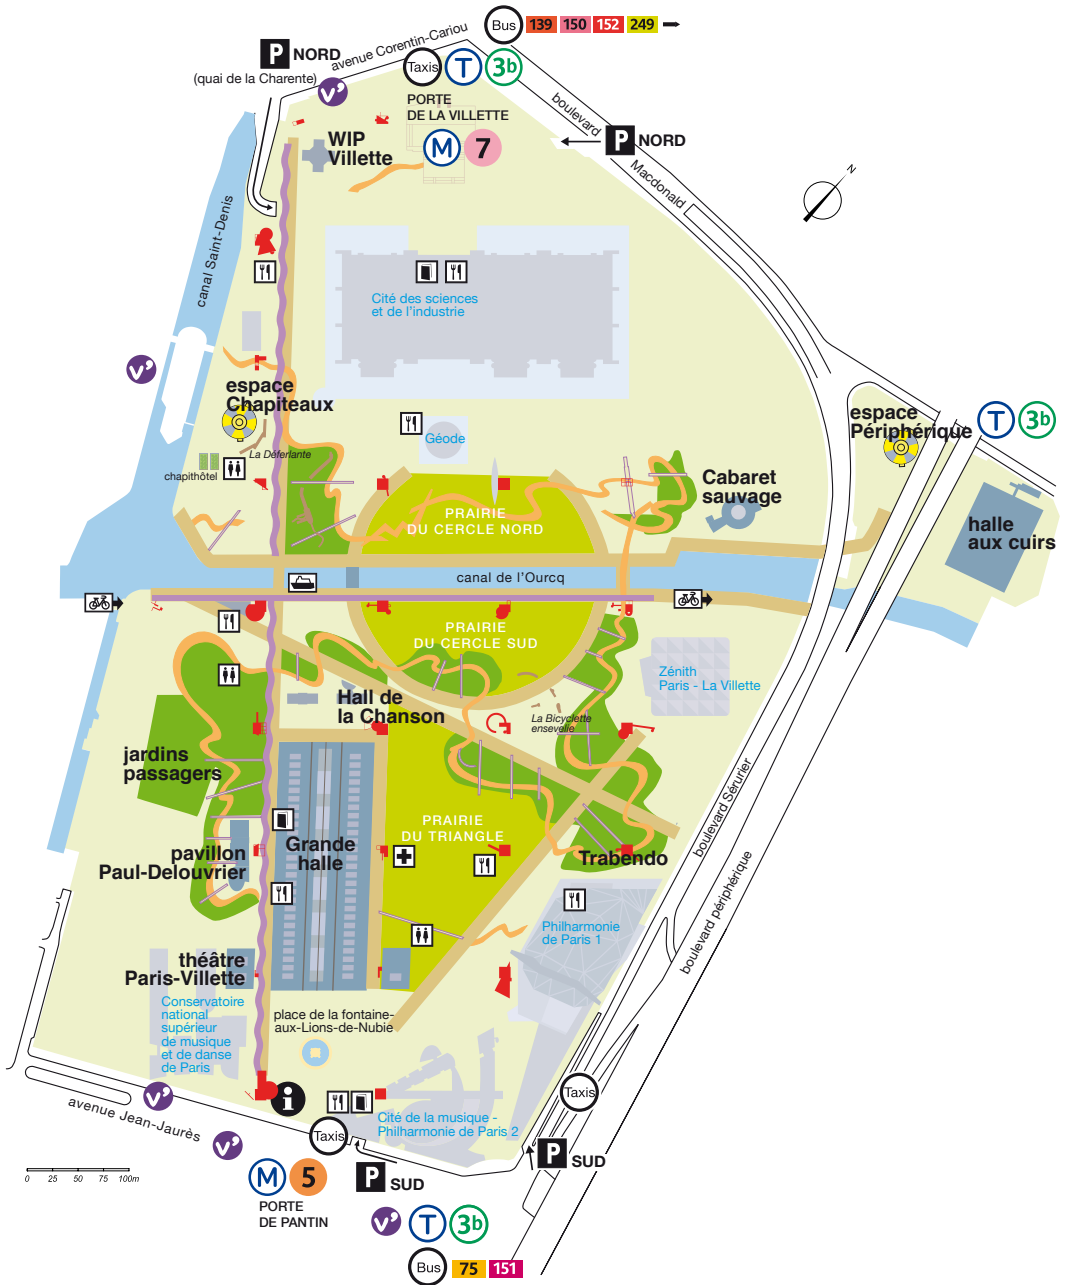 Bus 139 150 152 249
P NORD
(quai de la Charente)
avenue Corentin-Cariou
Taxis T 3b
v'
PORTE
DE LA VILLETTE
M 7
boulevard
Macdonald
P NORD
WIP
Villette
N
canal Saint-Denis
Cité des sciences
et de l'industrie
v'
espace
Chapiteaux
Géode
La Déferlante
chapithôtel
espace
Périphérique
T 3b
Cabaret
sauvage
halle
aux cuirs
PRAIRIE
DU CERCLE NORD
canal de l'Ourcq
PRAIRIE
DU CERCLE SUD
Zénith
Paris - La Villette
Hall de
la Chanson
La Bicyclette
ensevelie
jardins
passagers
boulevard Sérurier
PRAIRIE
DU TRIANGLE
Grande
halle
pavillon
Paul-Delouvrier
Trabendo
boulevard périphérique
Philharmonie
de Paris 1
théâtre
Paris-Villette
Conservatoire
national
supérieur
de musique
et de danse
de Paris
place de la fontaine-
aux-Lions-de-Nubie
i
v'
avenue Jean-Jaurès
v'
Taxis
Cité de la musique -
Philharmonie de Paris 2
Taxis
P SUD
P SUD
M 5
PORTE
DE PANTIN
0 25 50 75 100m
v' T 3b
Bus 75 151